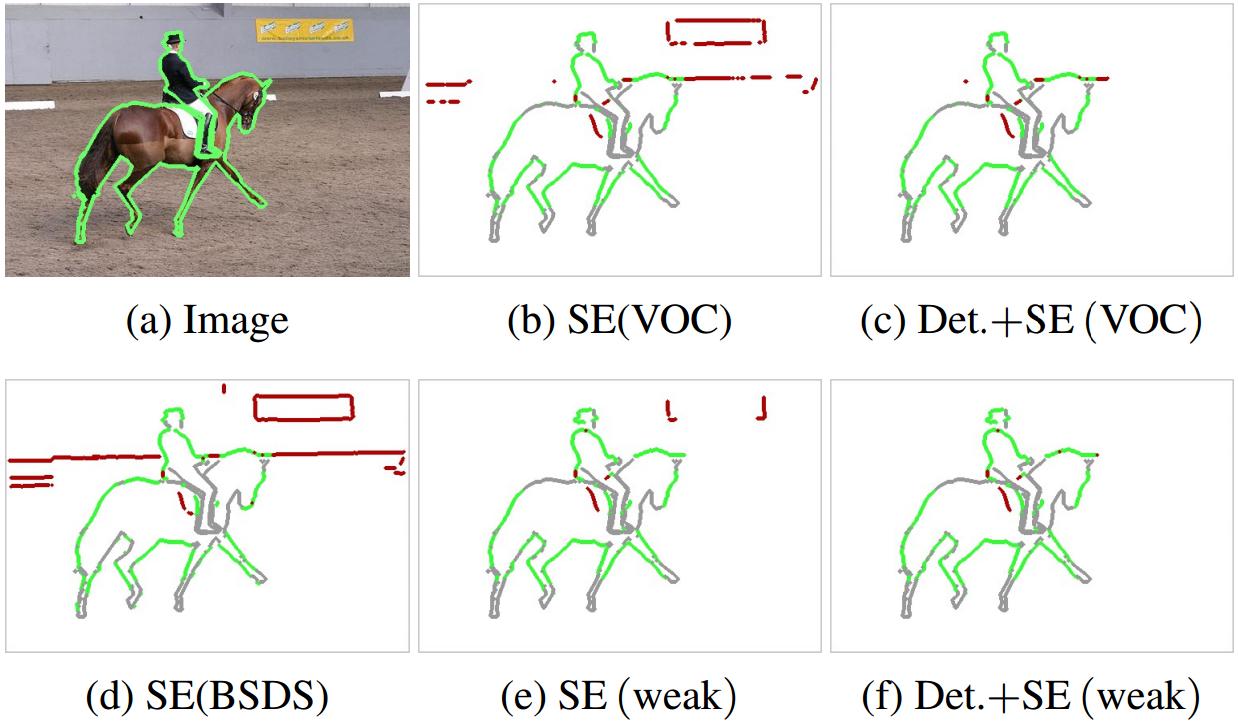 (a) Image
(b) SE(VOC)
(c) Det.+SE (VOC)
(d) SE(BSDS)
(e) SE (weak)
(f) Det.+SE (weak)